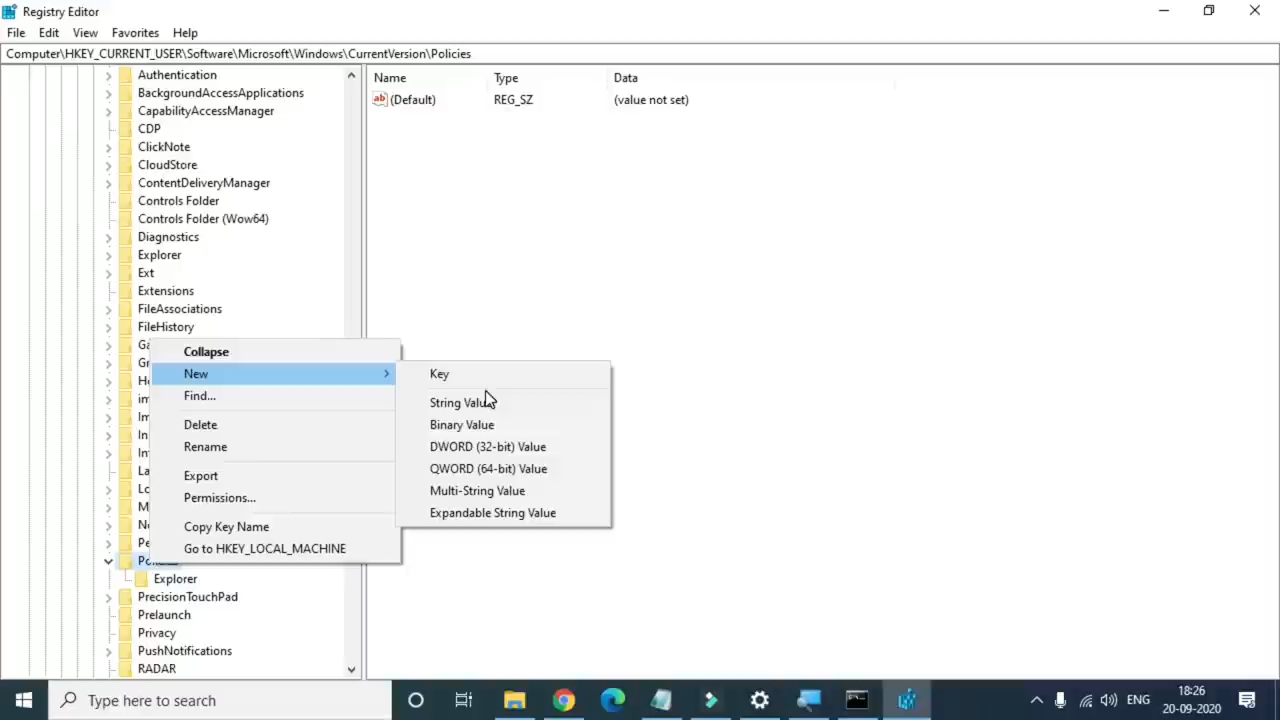 Registry Editor
File Edit View Favorites Help
Computer\HKEY_CURRENT_USER\Software\Microsoft\Windows\CurrentVersion\Policies
Authentication
BackgroundAccessApplications
CapabilityAccessManager
CDP
ClickNote
CloudStore
ContentDeliveryManager
Controls Folder
Controls Folder (Wow64)
Diagnostics
Explorer
Ext
Extensions
FileAssociations
FileHistory
Explorer
PrecisionTouchPad
Prelaunch
Privacy
PushNotifications
RADAR
Name Type Data
ab (Default) REG_SZ (value not set)
Collapse
New
Find...
Delete
Rename
Export
Permissions...
Copy Key Name
Go to HKEY_LOCAL_MACHINE
Key
String Value
Binary Value
DWORD (32-bit) Value
QWORD (64-bit) Value
Multi-String Value
Expandable String Value
Type here to search
ENG
18:26
20-09-2020